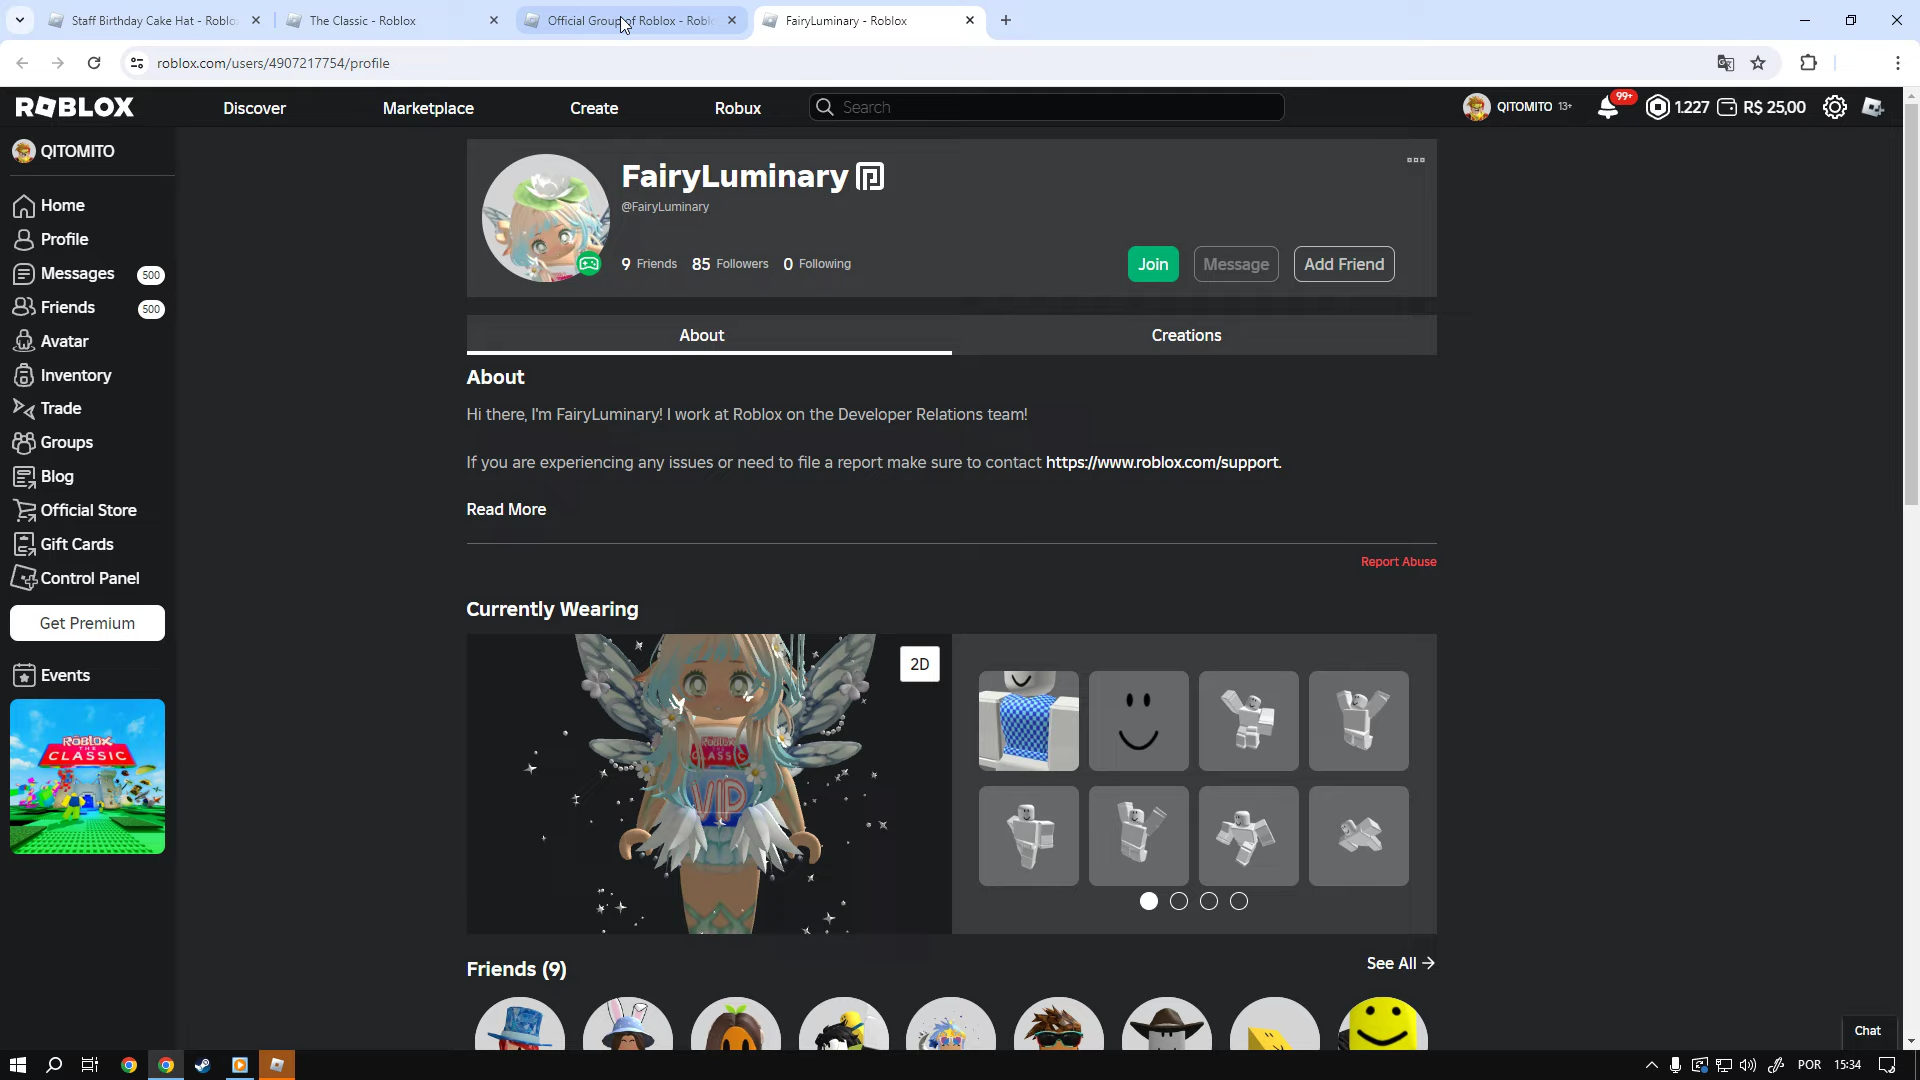 Staff Birthday Cake Hat - Roblo
The Classic - Roblox
Official Group of Roblox - Roblo
FairyLuminary - Roblox
roblox.com/users/4907217754/profile
ROBLOX
Discover
Marketplace
Create
Robux
Search
QITOMITO 13+
99+
1.227
R$ 25,00
QITOMITO
Home
Profile
Messages 500
Friends 500
Avatar
Inventory
Trade
Groups
Blog
Official Store
Gift Cards
Control Panel
Get Premium
Events
ROBLOX
THE
CLASSIC
FairyLuminary
@FairyLuminary
9 Friends 85 Followers 0 Following
Join
Message
Add Friend
About
Creations
About
Hi there, I'm FairyLuminary! I work at Roblox on the Developer Relations team!
If you are experiencing any issues or need to file a report make sure to contact https://www.roblox.com/support.
Read More
Report Abuse
Currently Wearing
2D
ROBLOX
CLASSIC
VIP
Friends (9)
See All
Chat
POR
15:34